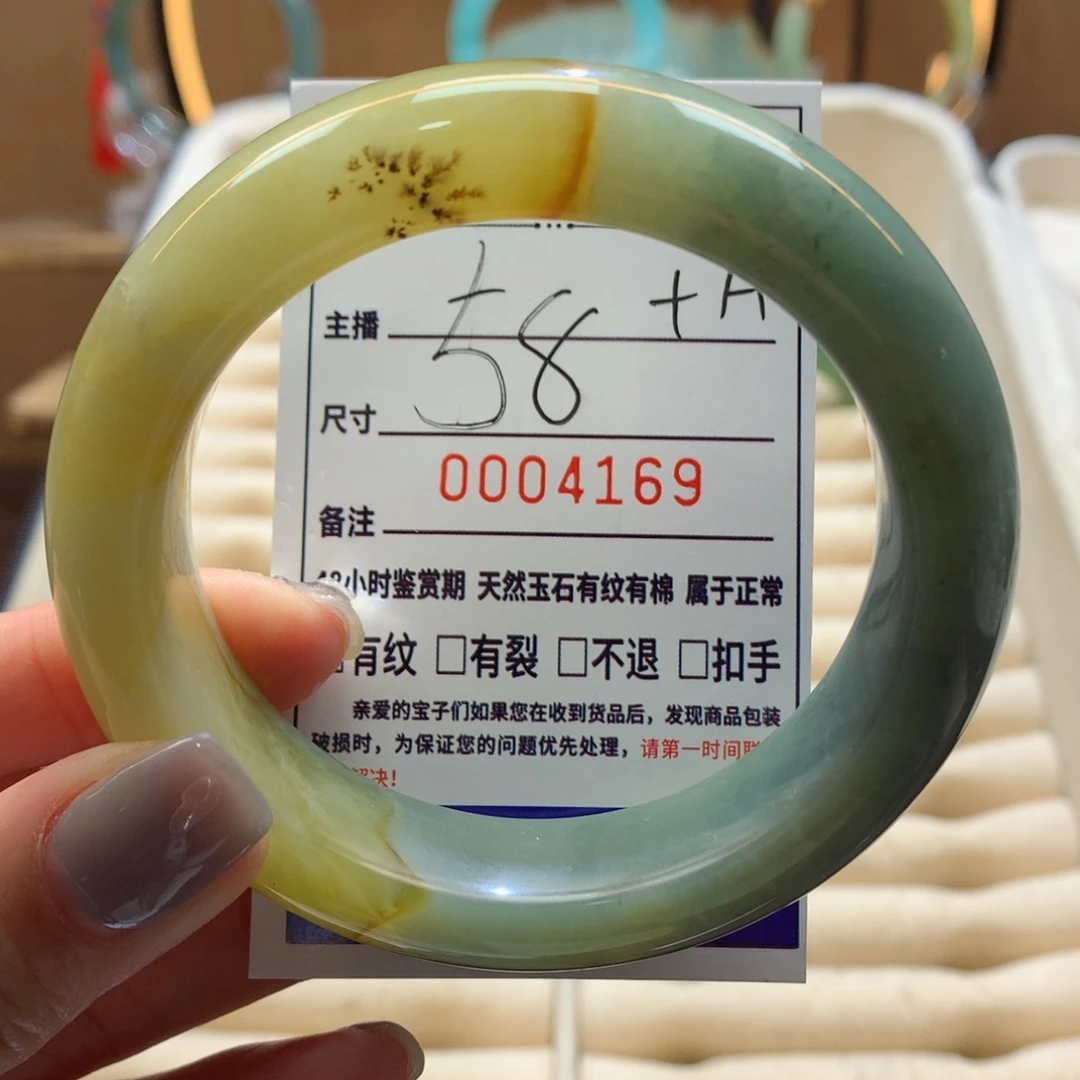 主播
尺寸 58 +
0004169
备注
小时鉴赏期 天然玉石有纹有棉 属于正常
有纹 □有裂 □不退 □扣手
亲爱的宝子们如果您在收到货品后，发现商品包装
破损时，为保证您的问题优先处理，请第一时间
解决！